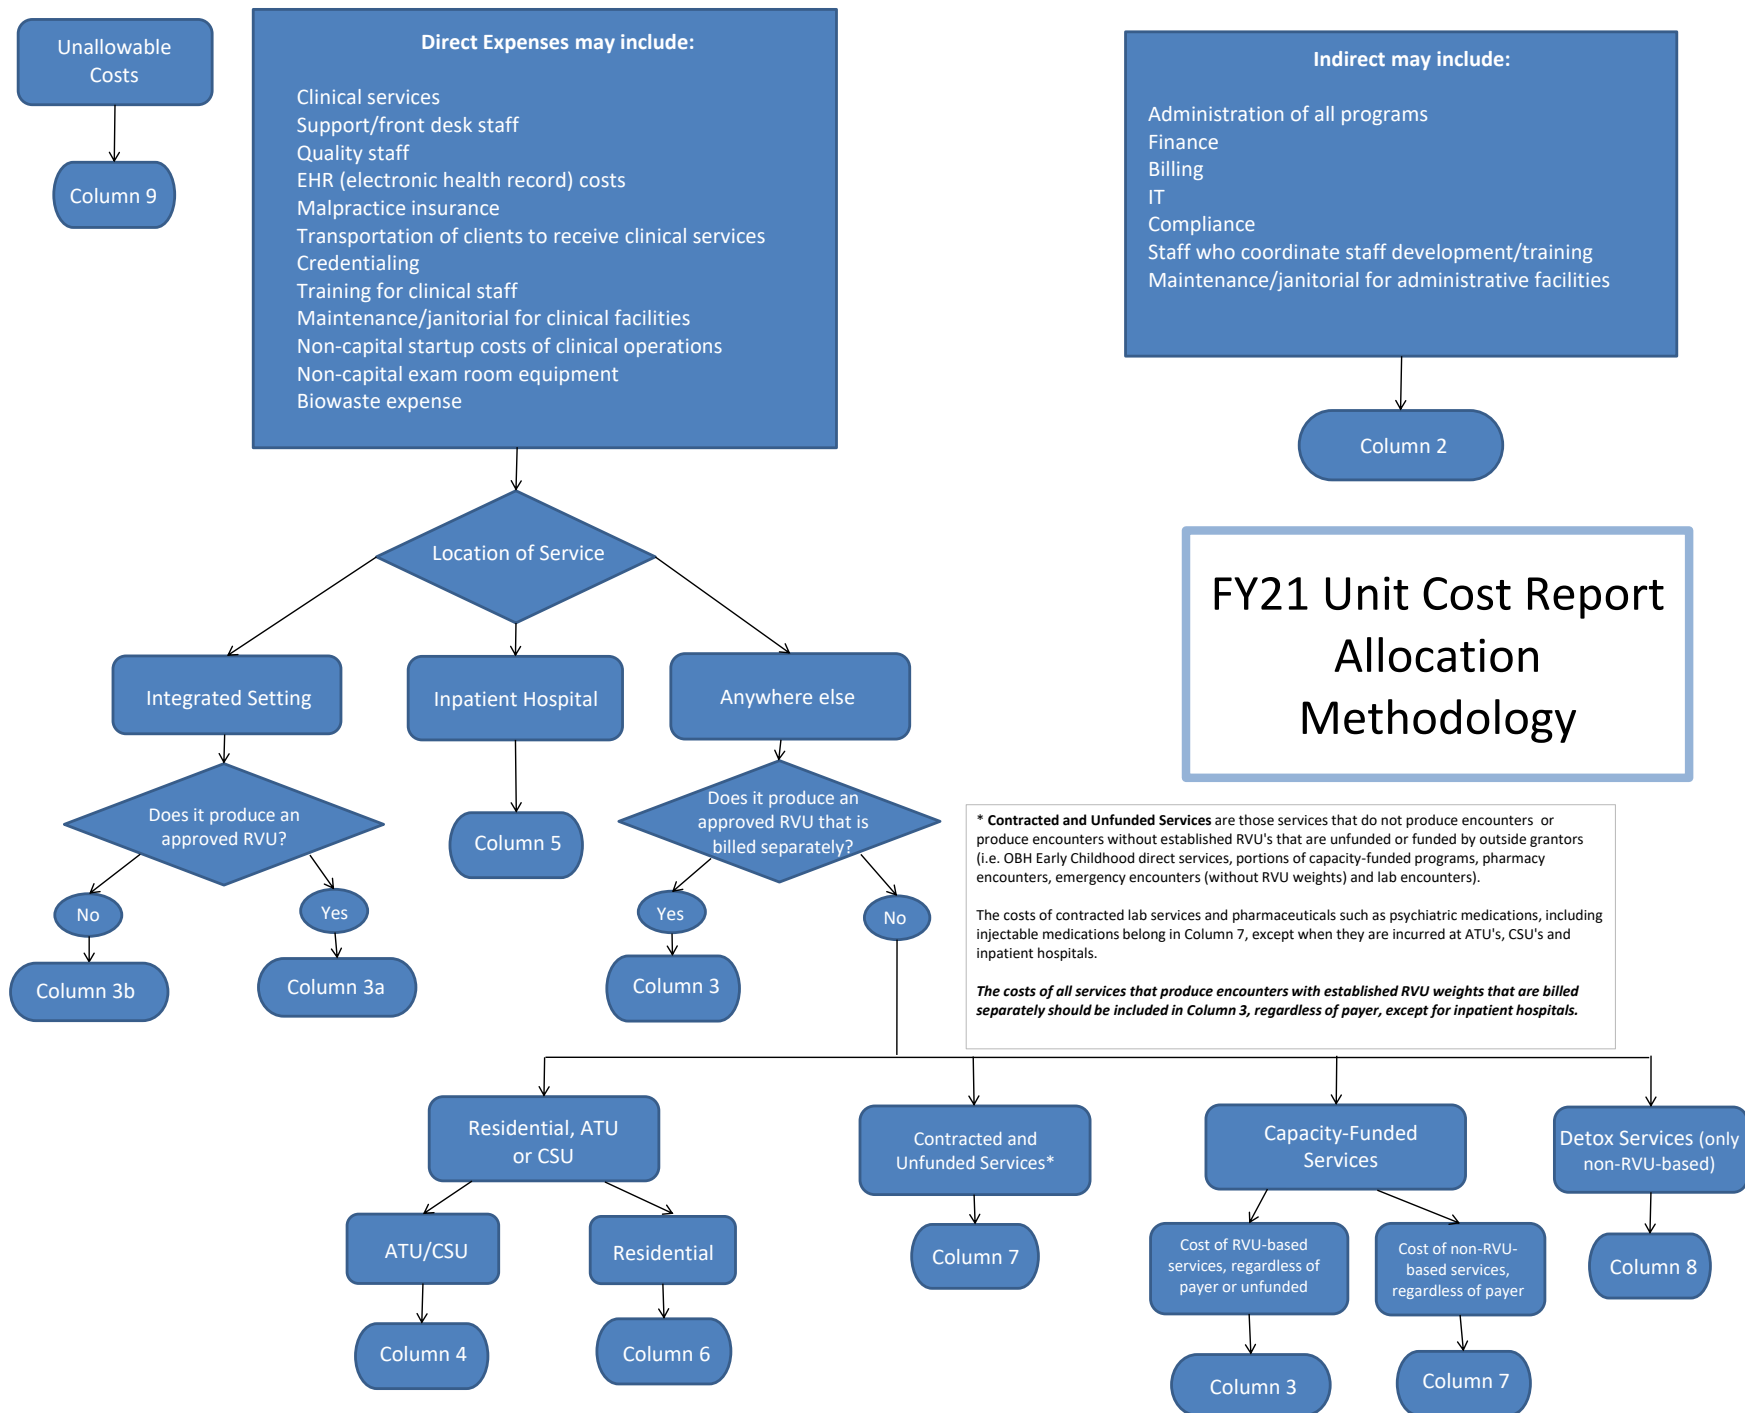 Unallowable
Costs
Column 9
Direct Expenses may include:
Clinical services
Support/front desk staff
Quality staff
EHR (electronic health record) costs
Malpractice insurance
Transportation of clients to receive clinical services
Credentialing
Training for clinical staff
Maintenance/janitorial for clinical facilities
Non-capital startup costs of clinical operations
Non-capital exam room equipment
Biowaste expense
Indirect may include:
Administration of all programs
Finance
Billing
IT
Compliance
Staff who coordinate staff development/training
Maintenance/janitorial for administrative facilities
Column 2
FY21 Unit Cost Report
Allocation
Methodology
Location of Service
Integrated Setting
Inpatient Hospital
Anywhere else
Does it produce an
approved RVU?
Column 5
Does it produce an
approved RVU that is
billed separately?
No
Yes
Yes
No
Column 3b
Column 3a
Column 3
* Contracted and Unfunded Services are those services that do not produce encounters or
produce encounters without established RVU's that are unfunded or funded by outside grantors
(i.e. OBH Early Childhood direct services, portions of capacity-funded programs, pharmacy
encounters, emergency encounters (without RVU weights) and lab encounters).
The costs of contracted lab services and pharmaceuticals such as psychiatric medications, including
injectable medications belong in Column 7, except when they are incurred at ATU's, CSU's and
inpatient hospitals.
The costs of all services that produce encounters with established RVU weights that are billed
separately should be included in Column 3, regardless of payer, except for inpatient hospitals.
Residential, ATU
or CSU
Contracted and
Unfunded Services*
Capacity-Funded
Services
Detox Services (only
non-RVU-based)
ATU/CSU
Residential
Column 7
Cost of RVU-based
services, regardless of
payer or unfunded
Cost of non-RVU-
based services,
regardless of payer
Column 8
Column 4
Column 6
Column 3
Column 7